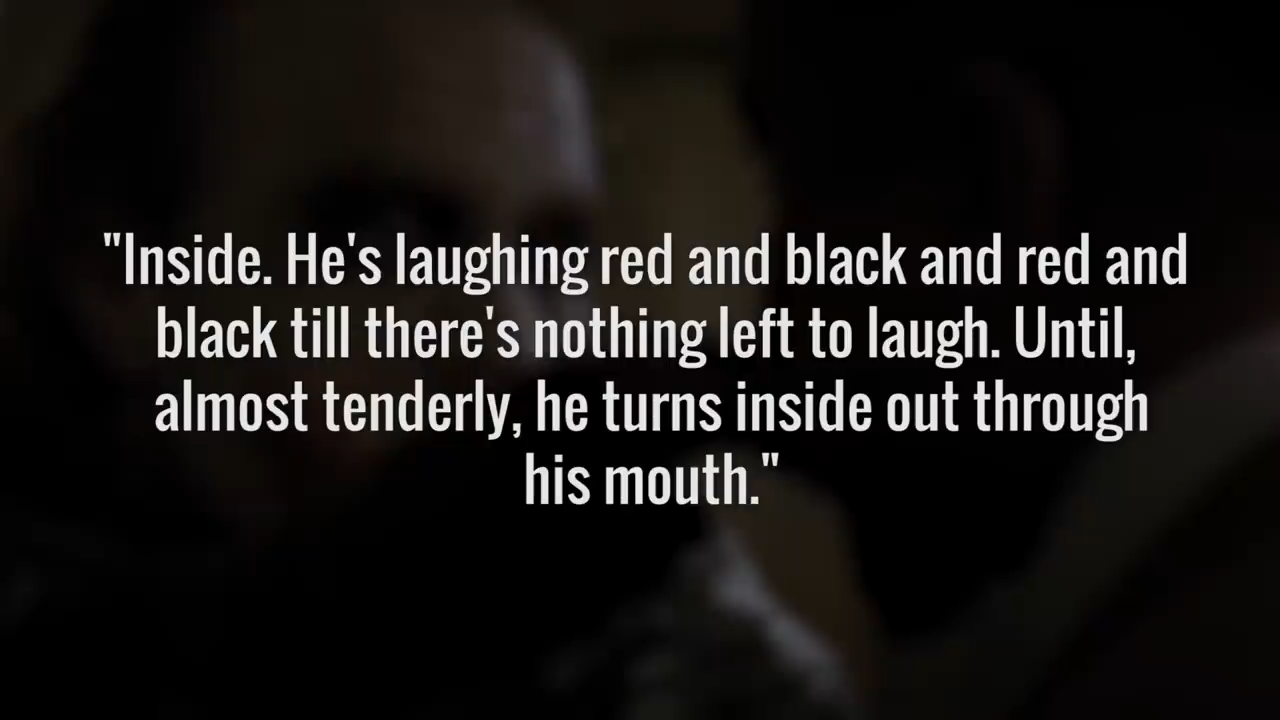 "Inside. He's laughing red and black and red and
black till there's nothing left to laugh. Until,
almost tenderly, he turns inside out through
his mouth."